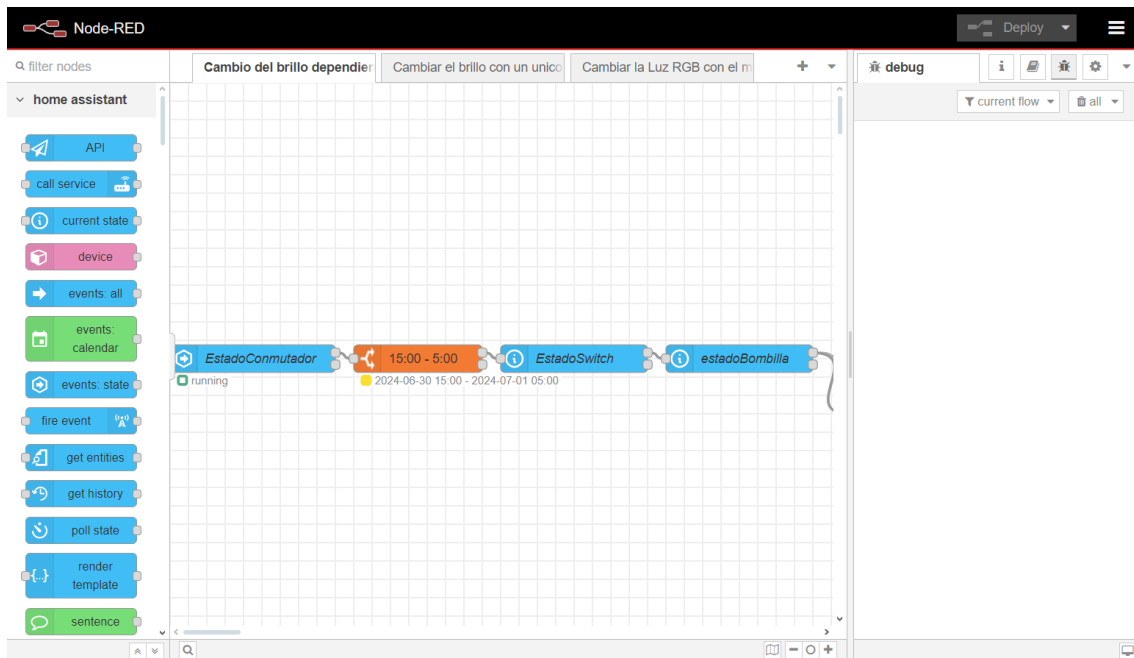 Node-RED
Deploy
filter nodes
Cambio del brillo dependier
Cambiar el brillo con un unico
Cambiar la Luz RGB con el m
debug
i
current flow
all
home assistant
API
call service
current state
device
events: all
events:
calendar
events: state
fire event
get entities
get history
poll state
render
template
sentence
EstadoConmutador
running
15:00 - 5:00
2024-06-30 15:00 - 2024-07-01 05:00
EstadoSwitch
estadoBombilla